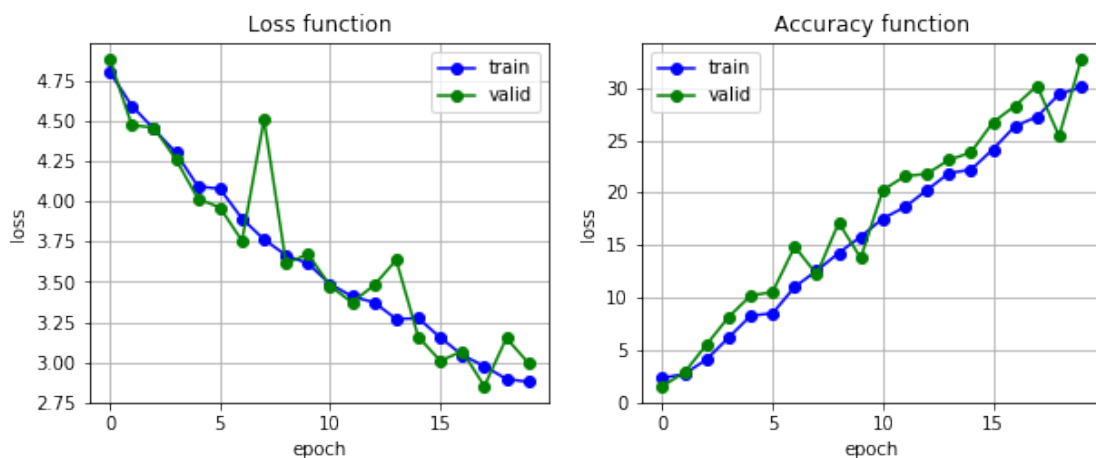 Loss function
train
valid
4.75
4.50
4.25
4.00
3.75
3.50
3.25
3.00
2.75
loss
0
5
10
15
epoch
Accuracy function
train
valid
30
25
20
15
10
5
0
loss
0
5
10
15
epoch